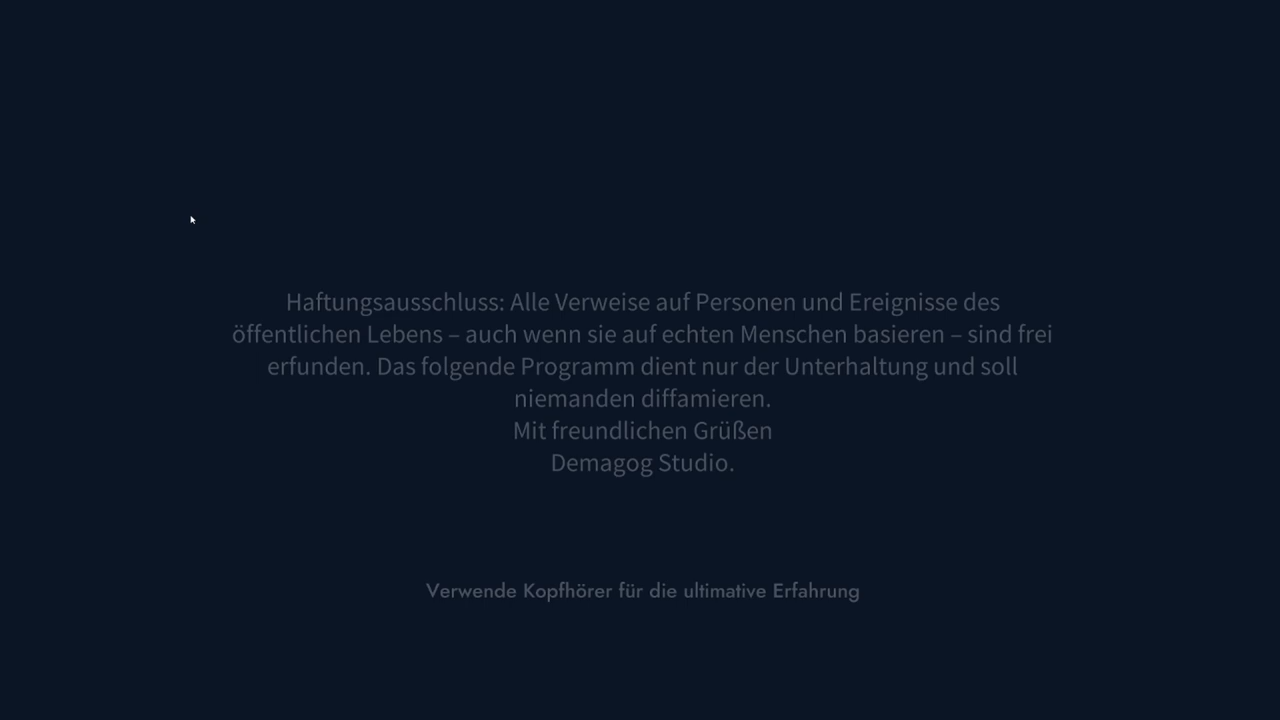 Haftungsausschluss: Alle Verweise auf Personen und Ereignisse des
öffentlichen Lebens – auch wenn sie auf echten Menschen basieren – sind frei
erfunden. Das folgende Programm dient nur der Unterhaltung und soll
niemanden diffamieren.
Mit freundlichen Grüßen
Demagog Studio.
Verwende Kopfhörer für die ultimative Erfahrung